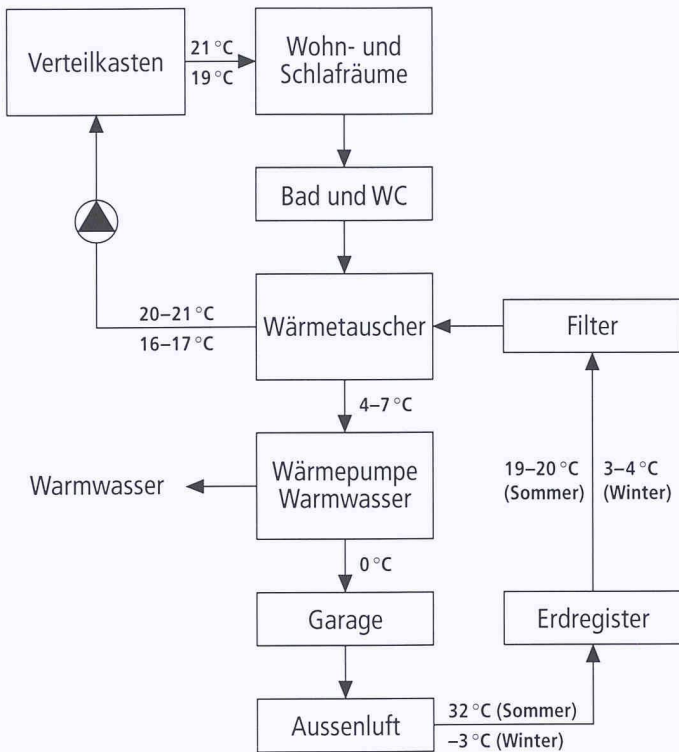 Verteilkasten
21 °C
19 °C
Wohn- und
Schlafräume
Bad und WC
20–21 °C
16–17 °C
Wärmetauscher
Filter
4–7 °C
19–20 °C
(Sommer)
3–4 °C
(Winter)
Warmwasser
Wärmepumpe
Warmwasser
0 °C
Garage
Erdregister
Aussenluft
32 °C (Sommer)
–3 °C (Winter)